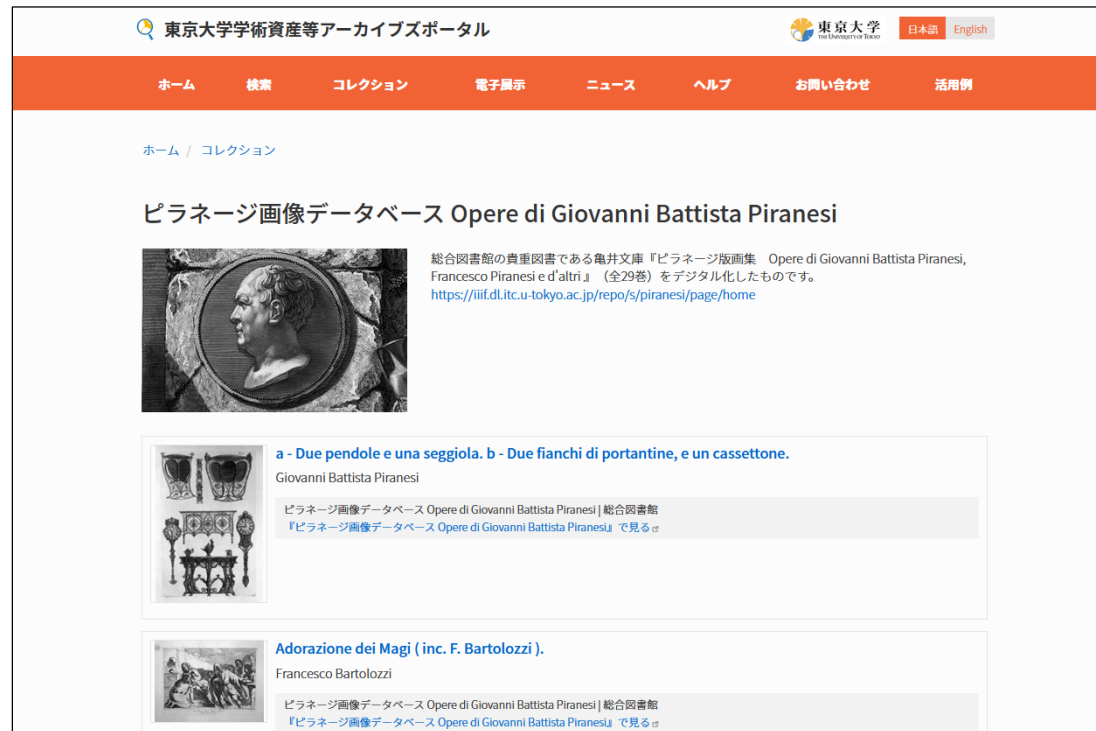 東京大学学術資産等アーカイブズポータル
東京大学
THE UNIVERSITY OF TOKYO
日本語 English
ホーム 検索 コレクション 電子展示 ニュース ヘルプ お問い合わせ 活用例
ホーム / コレクション
ピラネージ画像データベース Opere di Giovanni Battista Piranesi
総合図書館の貴重図書である亀井文庫『ピラネージ版画集　Opere di Giovanni Battista Piranesi,
Francesco Piranesi e d'altri 』（全29巻）をデジタル化したものです。
https://iiif.dl.itc.u-tokyo.ac.jp/repo/s/piranesi/page/home
a - Due pendole e una seggiola. b - Due fianchi di portantine, e un cassettone.
Giovanni Battista Piranesi
ピラネージ画像データベース Opere di Giovanni Battista Piranesi | 総合図書館
『ピラネージ画像データベース Opere di Giovanni Battista Piranesi』で見る
Adorazione dei Magi ( inc. F. Bartolozzi ).
Francesco Bartolozzi
ピラネージ画像データベース Opere di Giovanni Battista Piranesi | 総合図書館
『ピラネージ画像データベース Opere di Giovanni Battista Piranesi』で見る